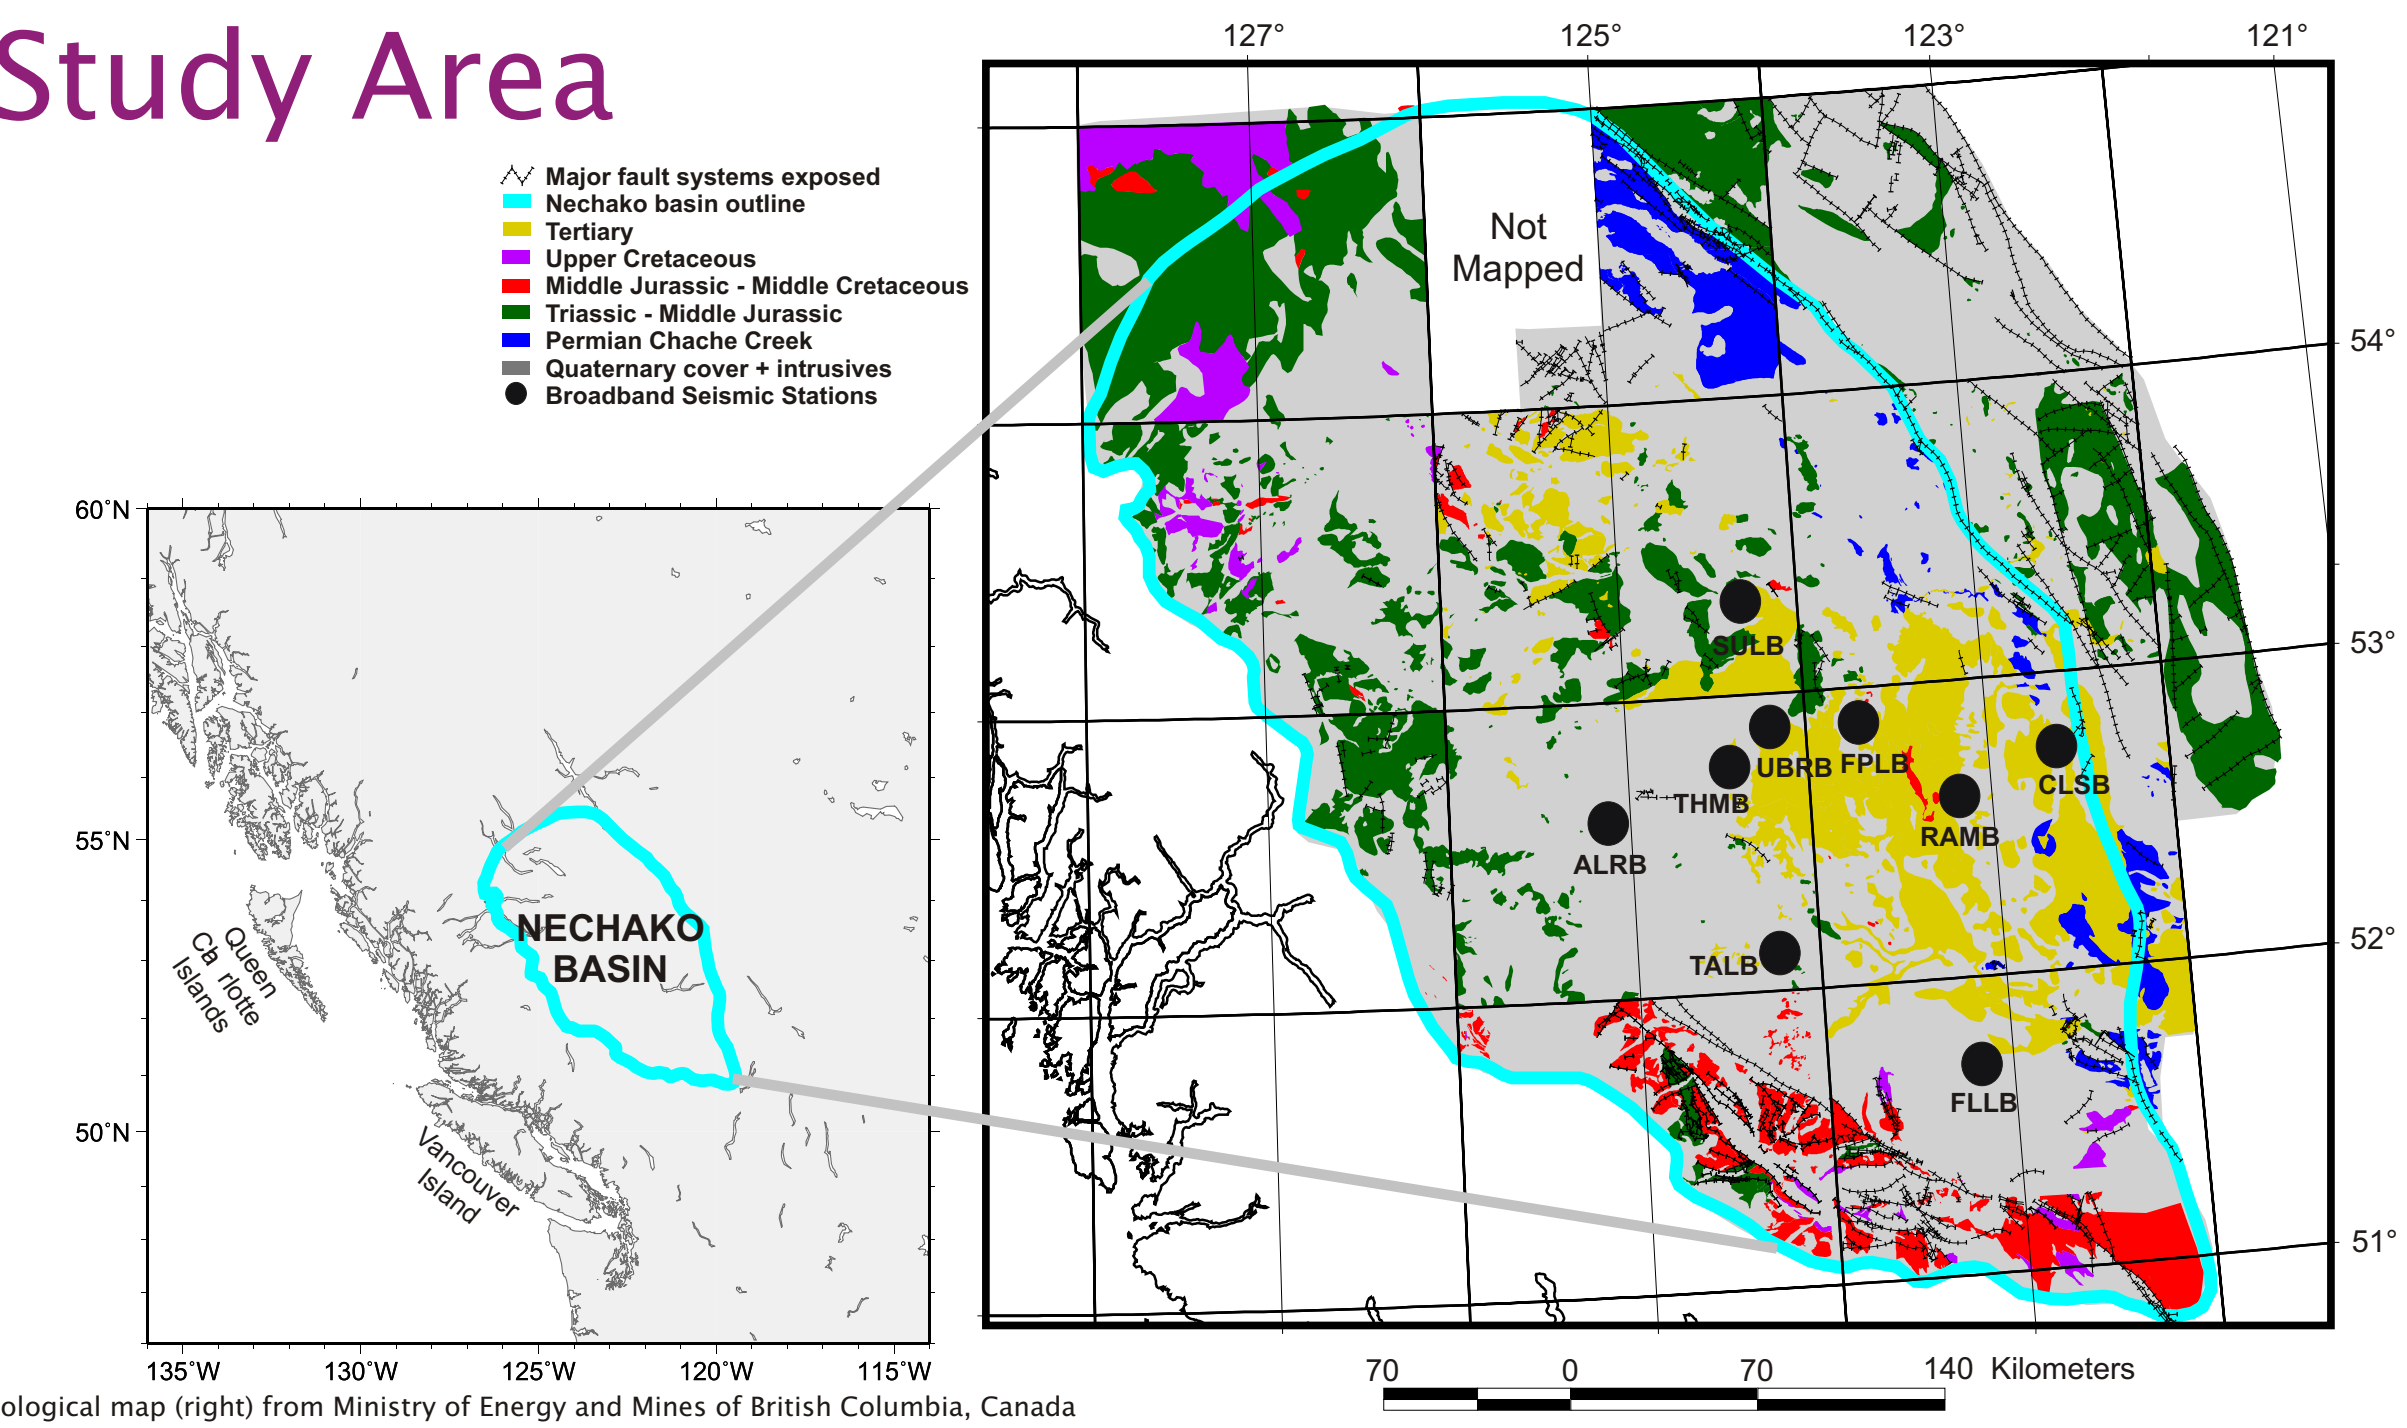 Study Area
Major fault systems exposed
Nechako basin outline
Tertiary
Upper Cretaceous
Middle Jurassic - Middle Cretaceous
Triassic - Middle Jurassic
Permian Chache Creek
Quaternary cover + intrusives
Broadband Seismic Stations
60°N
55°N
50°N
135°W 130°W 125°W 120°W 115°W
Queen
Ca rlotte
Islands
Vancouver
Island
NECHAKO
BASIN
127° 125° 123° 121°
54°
53°
52°
51°
Not
Mapped
SULB
UBRB
FPLB
THMB
CLSB
RAMB
ALRB
TALB
FLLB
70 0 70 140 Kilometers
ological map (right) from Ministry of Energy and Mines of British Columbia, Canada